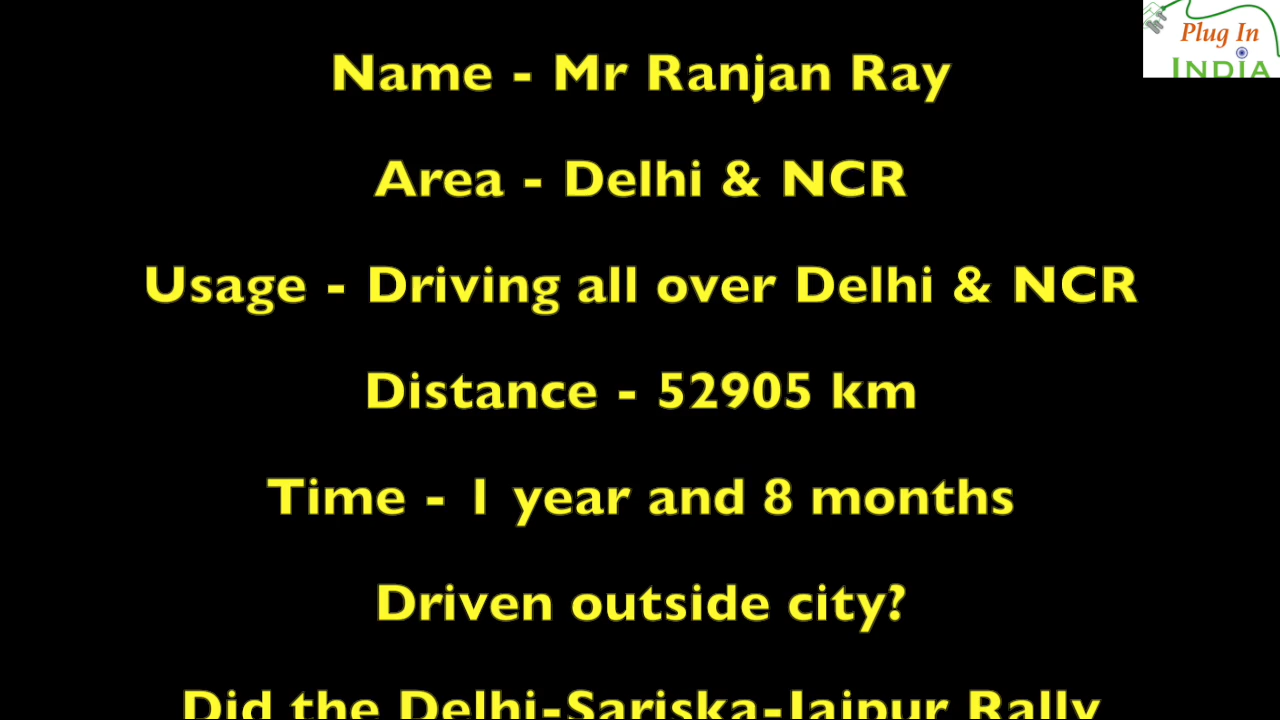 Plug In
INDIA
Name - Mr Ranjan Ray
Area - Delhi & NCR
Usage - Driving all over Delhi & NCR
Distance - 52905 km
Time - 1 year and 8 months
Driven outside city?
Did the Delhi-Sariska-Jaipur Rally